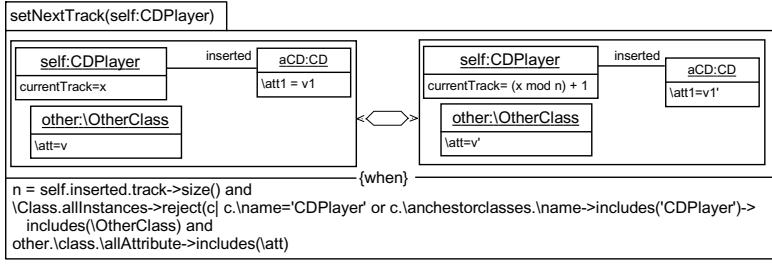 setNextTrack(self:CDPlayer)
self:CDPlayer
currentTrack=x
inserted
aCD:CD
\att1 = v1
other:\OtherClass
\att=v
self:CDPlayer
currentTrack= (x mod n) + 1
inserted
aCD:CD
\att1=v1'
other:\OtherClass
\att=v'
{when}
n = self.inserted.track->size() and
\Class.allInstances->reject(c| c.\name='CDPlayer' or c.\anchestorclasses.\name->includes('CDPlayer')->
includes(\OtherClass) and
other.\class.\allAttribute->includes(\att)